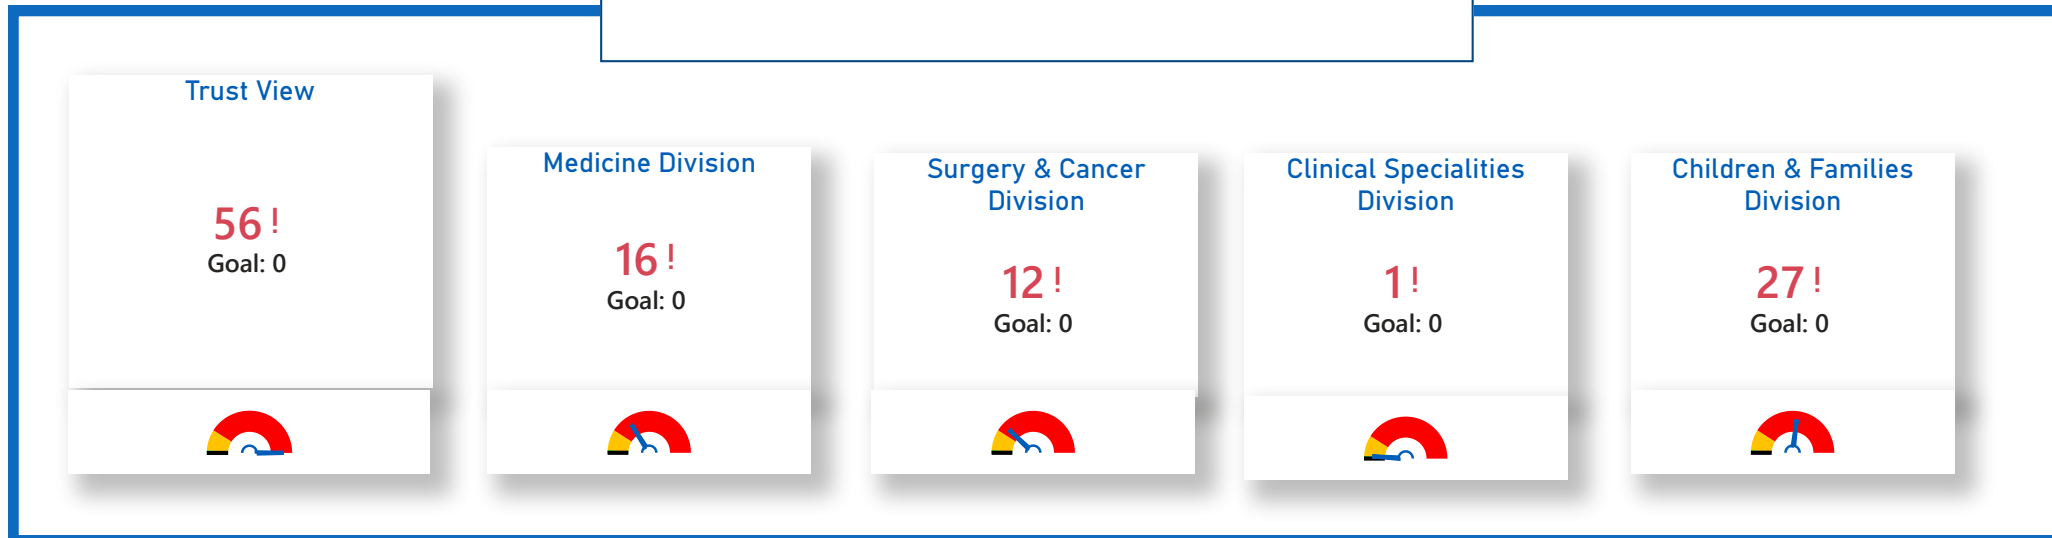 Trust View
56 !
Goal: 0
Medicine Division
16 !
Goal: 0
Surgery & Cancer
Division
12 !
Goal: 0
Clinical Specialities
Division
1 !
Goal: 0
Children & Families
Division
27 !
Goal: 0